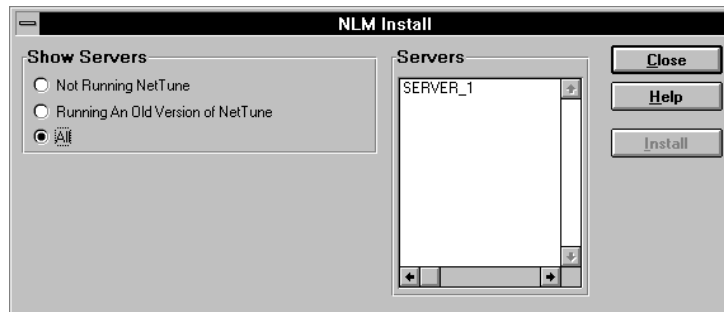 NLM Install
Show Servers
Not Running NetTune
Running An Old Version of NetTune
All
Servers
SERVER_1
Close
Help
Install